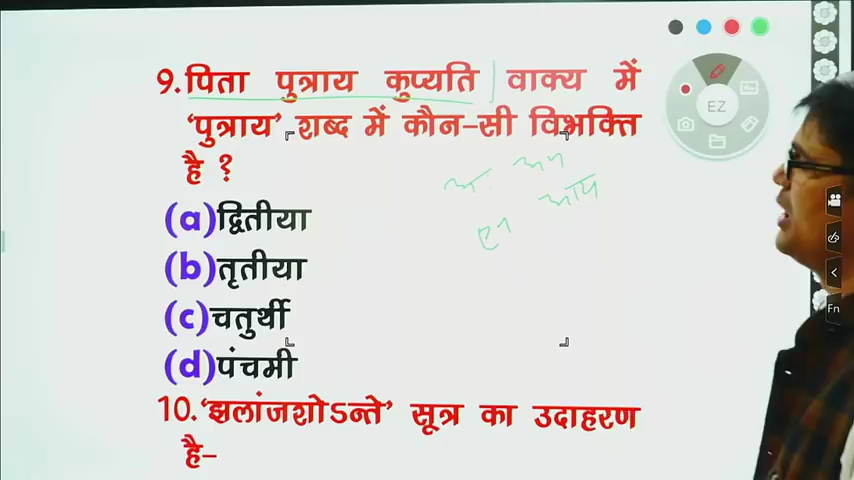 9. पिता पुत्राय कुप्यति वाक्य में
'पुत्राय' शब्द में कौन-सी विभक्ति
है ?
(a) द्वितीया
(b) तृतीया
(c) चतुर्थी
(d) पंचमी
10. 'झलांजशोऽन्ते' सूत्र का उदाहरण
है-
EZ
Fn